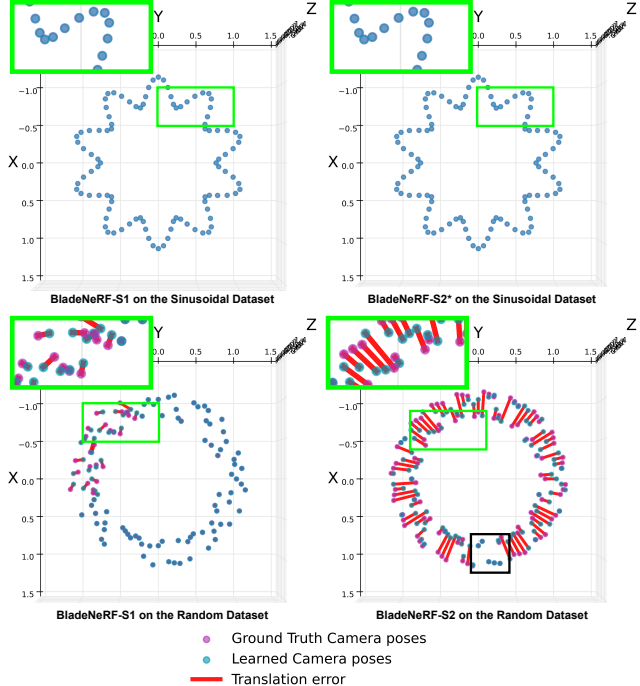 Y Z Y Z
0.0 0.5 1.0 1.5 0.0 0.5 1.0 1.5
−1.0 −1.0
−0.5 −0.5
X 0.0 X 0.0
0.5 0.5
1.0 1.0
1.5 1.5
BladeNeRF-S1 on the Sinusoidal Dataset BladeNeRF-S2* on the Sinusoidal Dataset
Y Z Y Z
0.0 0.5 1.0 1.5 0.0 0.5 1.0 1.5
−1.0 −1.0
−0.5 −0.5
X 0.0 X 0.0
0.5 0.5
1.0 1.0
1.5 1.5
BladeNeRF-S1 on the Random Dataset BladeNeRF-S2 on the Random Dataset
Ground Truth Camera poses
Learned Camera poses
Translation error